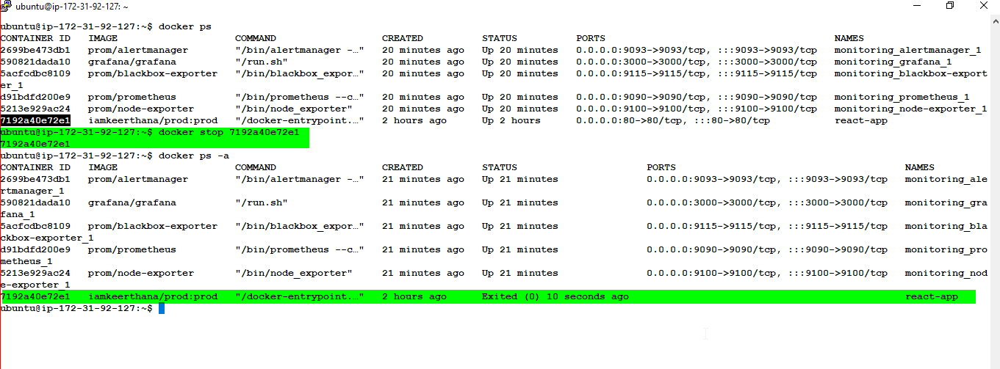 ubuntu@ip-172-31-92-127: ~
ubuntu@ip-172-31-92-127:~$ docker ps
CONTAINER ID   IMAGE                    COMMAND                  CREATED          STATUS          PORTS                                       NAMES
2699be473db1   prom/alertmanager        "/bin/alertmanager -…"   20 minutes ago   Up 20 minutes   0.0.0.0:9093->9093/tcp, :::9093->9093/tcp   monitoring_alertmanager_1
590821dada10   grafana/grafana          "/run.sh"                20 minutes ago   Up 20 minutes   0.0.0.0:3000->3000/tcp, :::3000->3000/tcp   monitoring_grafana_1
5acfcdbc8109   prom/blackbox-exporter   "/bin/blackbox_expor…"   20 minutes ago   Up 20 minutes   0.0.0.0:9115->9115/tcp, :::9115->9115/tcp   monitoring_blackbox-export
er_1
d91bdfd200e9   prom/prometheus          "/bin/prometheus --c…"   20 minutes ago   Up 20 minutes   0.0.0.0:9090->9090/tcp, :::9090->9090/tcp   monitoring_prometheus_1
5213e929ac24   prom/node-exporter       "/bin/node_exporter"     20 minutes ago   Up 20 minutes   0.0.0.0:9100->9100/tcp, :::9100->9100/tcp   monitoring_node-exporter_1
7192a40e72e1   iamkeerthana/prod:prod   "/docker-entrypoint.…"   2 hours ago      Up 2 hours      0.0.0.0:80->80/tcp, :::80->80/tcp           react-app
ubuntu@ip-172-31-92-127:~$ docker stop 7192a40e72e1
7192a40e72e1
ubuntu@ip-172-31-92-127:~$ docker ps -a
CONTAINER ID   IMAGE                    COMMAND                  CREATED          STATUS                      PORTS                                       NAMES
2699be473db1   prom/alertmanager        "/bin/alertmanager -…"   21 minutes ago   Up 21 minutes               0.0.0.0:9093->9093/tcp, :::9093->9093/tcp   monitoring_ale
rtmanager_1
590821dada10   grafana/grafana          "/run.sh"                21 minutes ago   Up 21 minutes               0.0.0.0:3000->3000/tcp, :::3000->3000/tcp   monitoring_gra
fana_1
5acfcdbc8109   prom/blackbox-exporter   "/bin/blackbox_expor…"   21 minutes ago   Up 21 minutes               0.0.0.0:9115->9115/tcp, :::9115->9115/tcp   monitoring_bla
ckbox-exporter_1
d91bdfd200e9   prom/prometheus          "/bin/prometheus --c…"   21 minutes ago   Up 21 minutes               0.0.0.0:9090->9090/tcp, :::9090->9090/tcp   monitoring_pro
metheus_1
5213e929ac24   prom/node-exporter       "/bin/node_exporter"     21 minutes ago   Up 21 minutes               0.0.0.0:9100->9100/tcp, :::9100->9100/tcp   monitoring_nod
e-exporter_1
7192a40e72e1   iamkeerthana/prod:prod   "/docker-entrypoint.…"   2 hours ago      Exited (0) 10 seconds ago                                               react-app
ubuntu@ip-172-31-92-127:~$